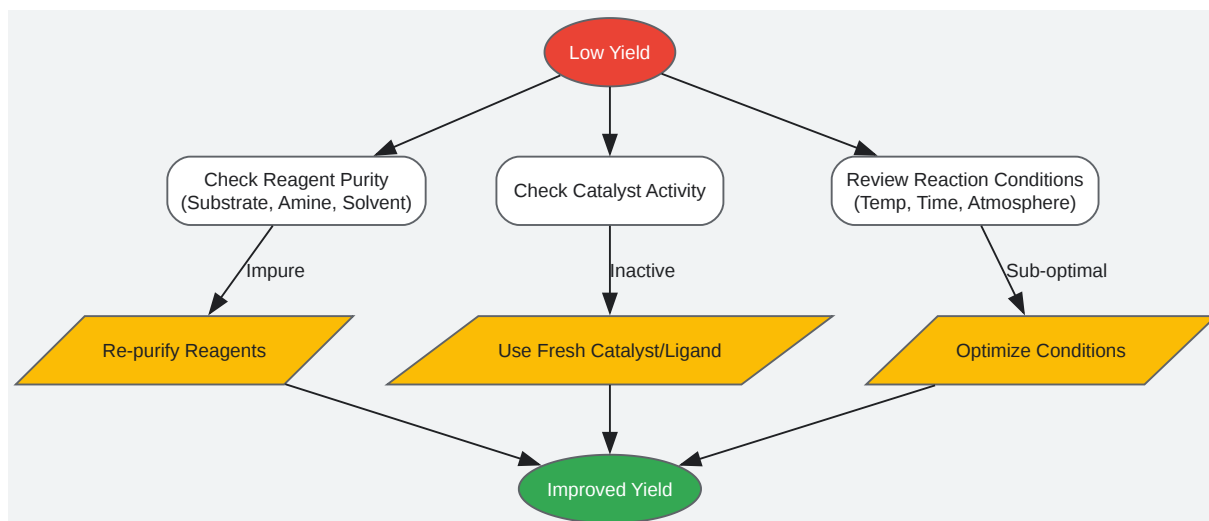 Low Yield
Check Reagent Purity
(Substrate, Amine, Solvent)
Check Catalyst Activity
Review Reaction Conditions
(Temp, Time, Atmosphere)
Impure
Inactive
Sub-optimal
Re-purify Reagents
Use Fresh Catalyst/Ligand
Optimize Conditions
Improved Yield